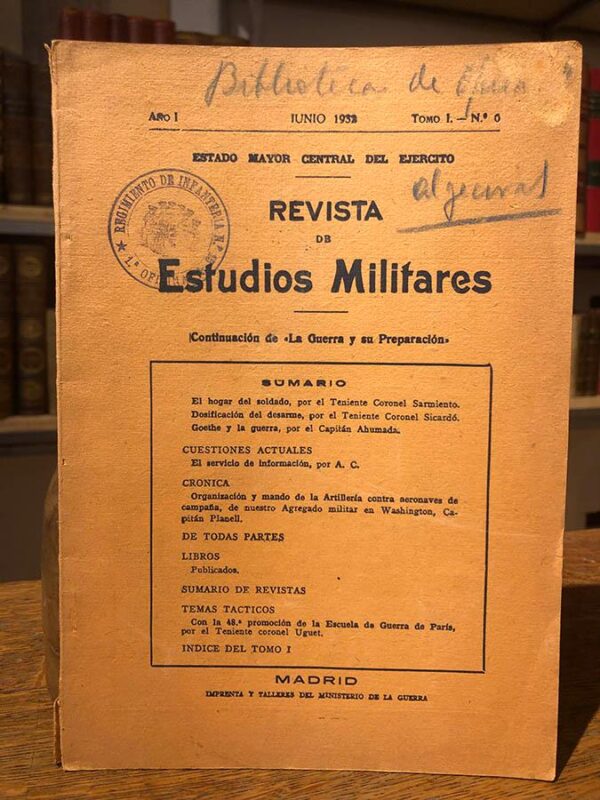 Biblioteca de
AÑO I JUNIO 1932 TOMO I.—N.º 6
ESTADO MAYOR CENTRAL DEL EJERCITO
Algeciras
REGIMIENTO DE INFANTERIA N.º
REVISTA
DE
Estudios Militares
(Continuación de «La Guerra y su Preparación»
SUMARIO
El hogar del soldado, por el Teniente Coronel Sarmiento.
Dosificación del desarme, por el Teniente Coronel Sicardó.
Goethe y la guerra, por el Capitán Ahumada.
CUESTIONES ACTUALES
El servicio de información, por A. C.
CRONICA
Organización y mando de la Artillería contra aeronaves de
campaña, de nuestro Agregado militar en Washington, Ca-
pitán Planell.
DE TODAS PARTES
LIBROS
Publicados.
SUMARIO DE REVISTAS
TEMAS TACTICOS
Con la 48.ª promoción de la Escuela de Guerra de París,
por el Teniente coronel Uguet.
INDICE DEL TOMO I
MADRID
IMPRENTA Y TALLERES DEL MINISTERIO DE LA GUERRA